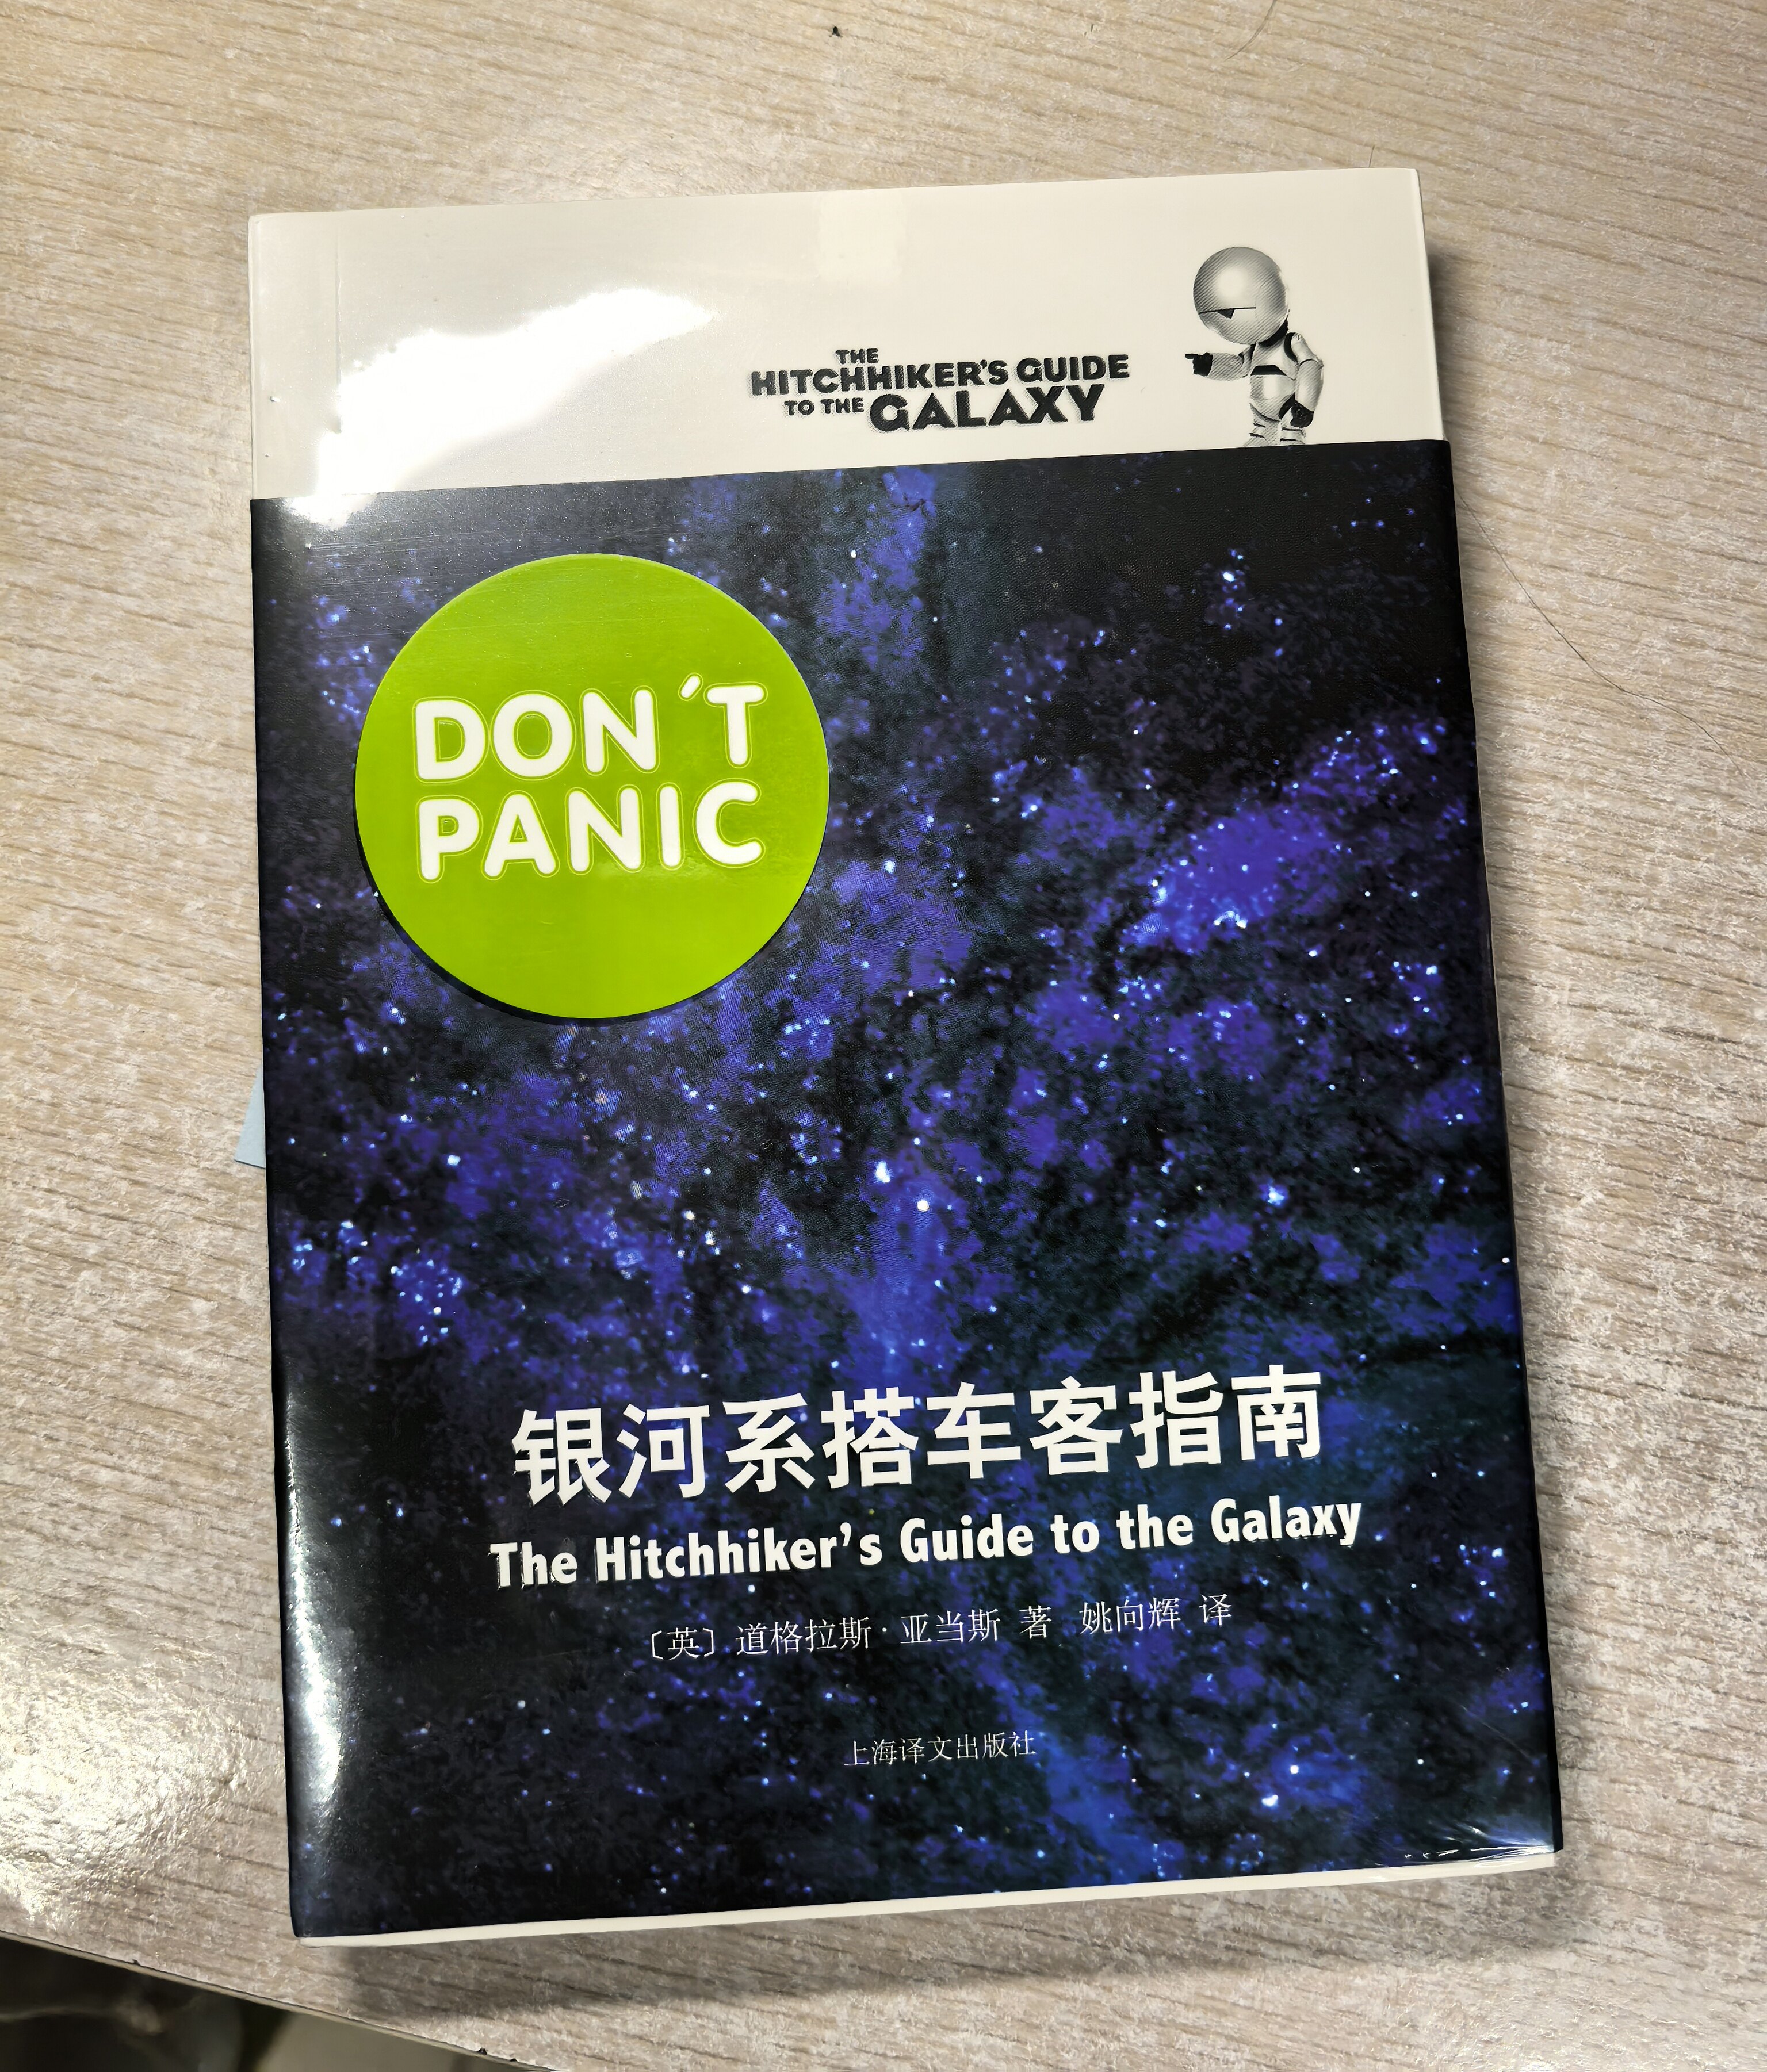 THE
HITCHHIKER'S GUIDE
TO THE GALAXY
DON´T
PANIC
银河系搭车客指南
The Hitchhiker's Guide to the Galaxy
〔英〕道格拉斯·亚当斯 著 姚向辉 译
上海译文出版社